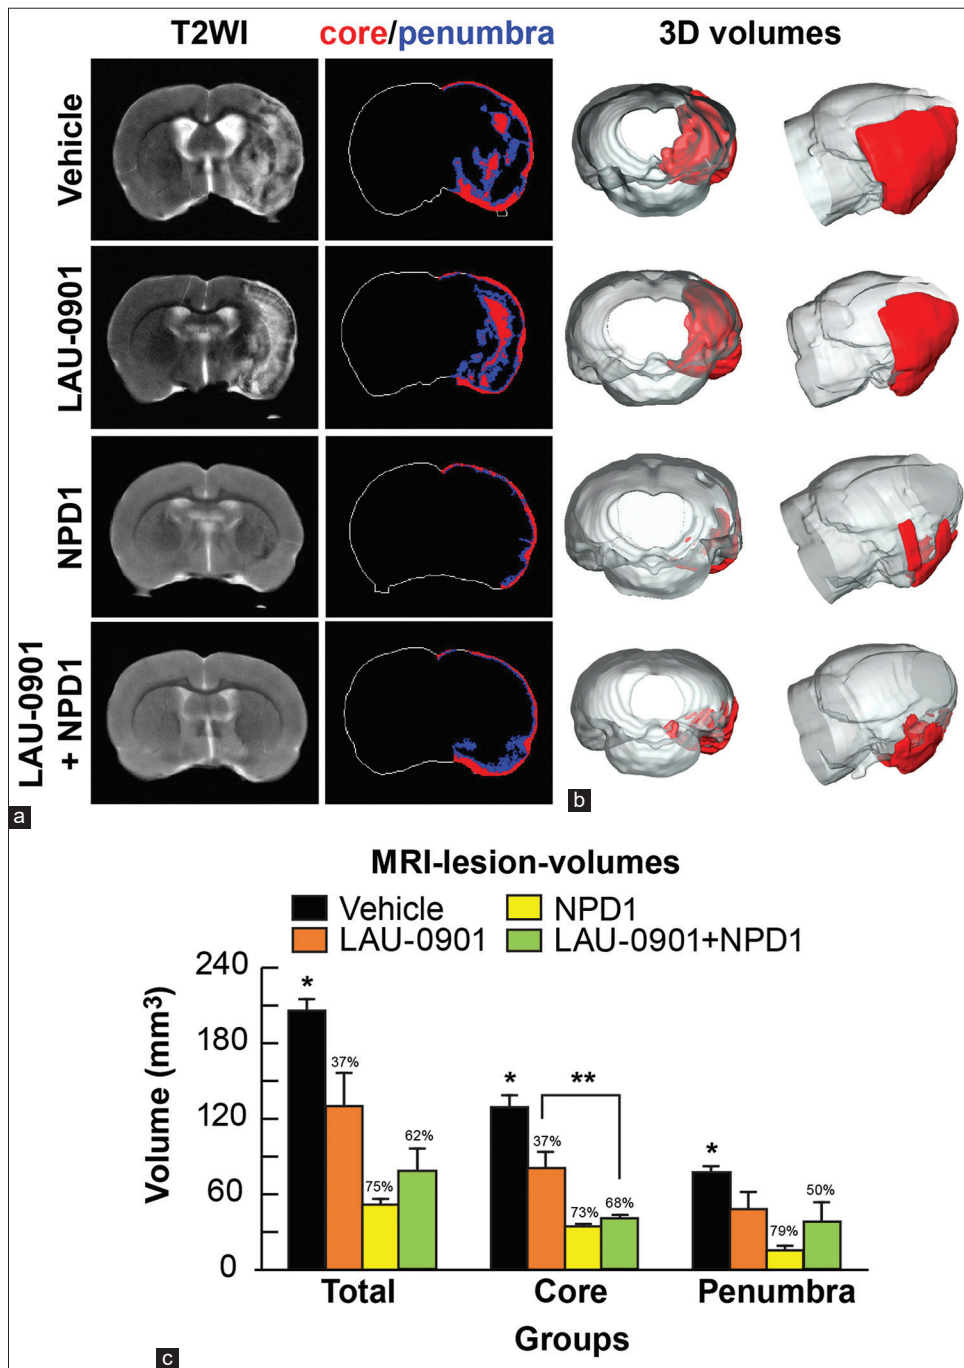 T2WI core/penumbra 3D volumes
Vehicle
LAU-0901
NPD1
LAU-0901
+ NPD1
a
b
MRI-lesion-volumes
Vehicle NPD1
LAU-0901 LAU-0901+NPD1
Volume (mm³)
240
180
120
60
0
*
37%
75%
62%
*
**
37%
73%
68%
*
79%
50%
Total Core Penumbra
Groups
c